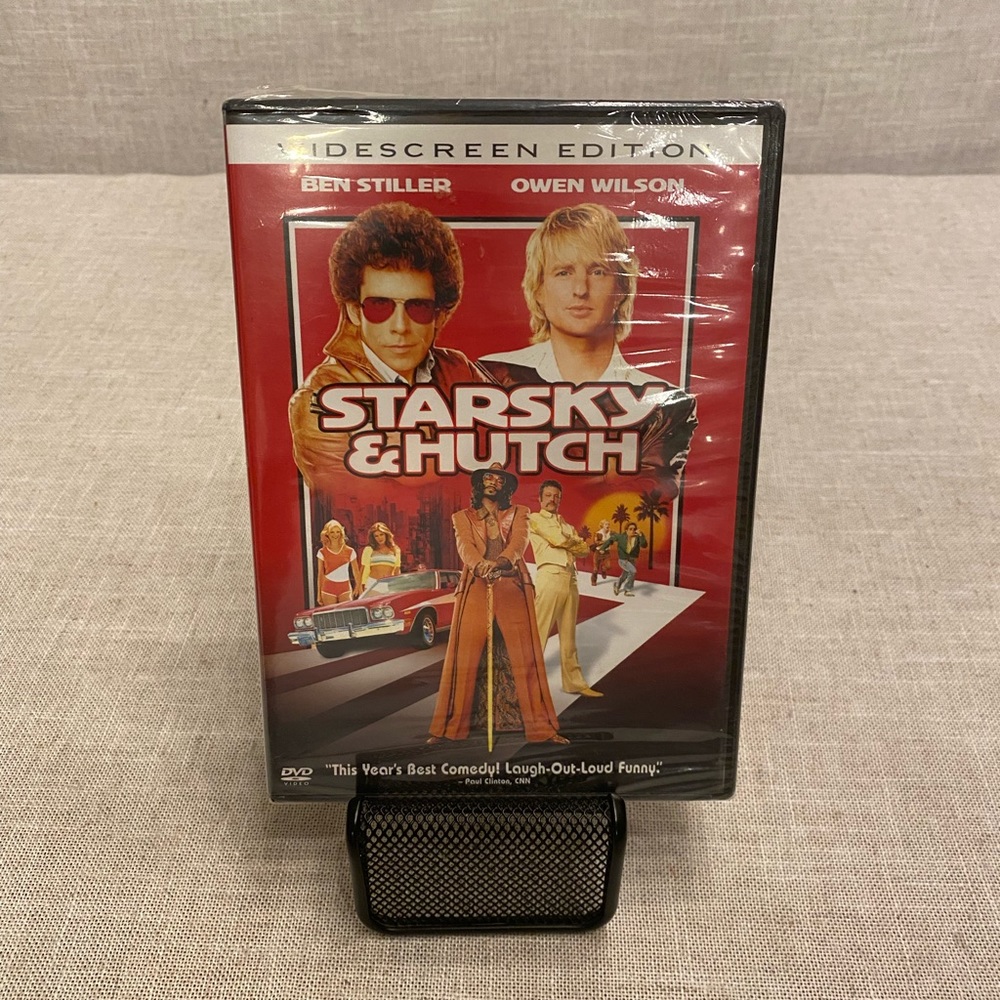 WIDESCREEN EDITION
BEN STILLER OWEN WILSON
STARSKY
& HUTCH
"This Year's Best Comedy! Laugh-Out-Loud Funny."
– Paul Clinton, CNN
DVD
VIDEO